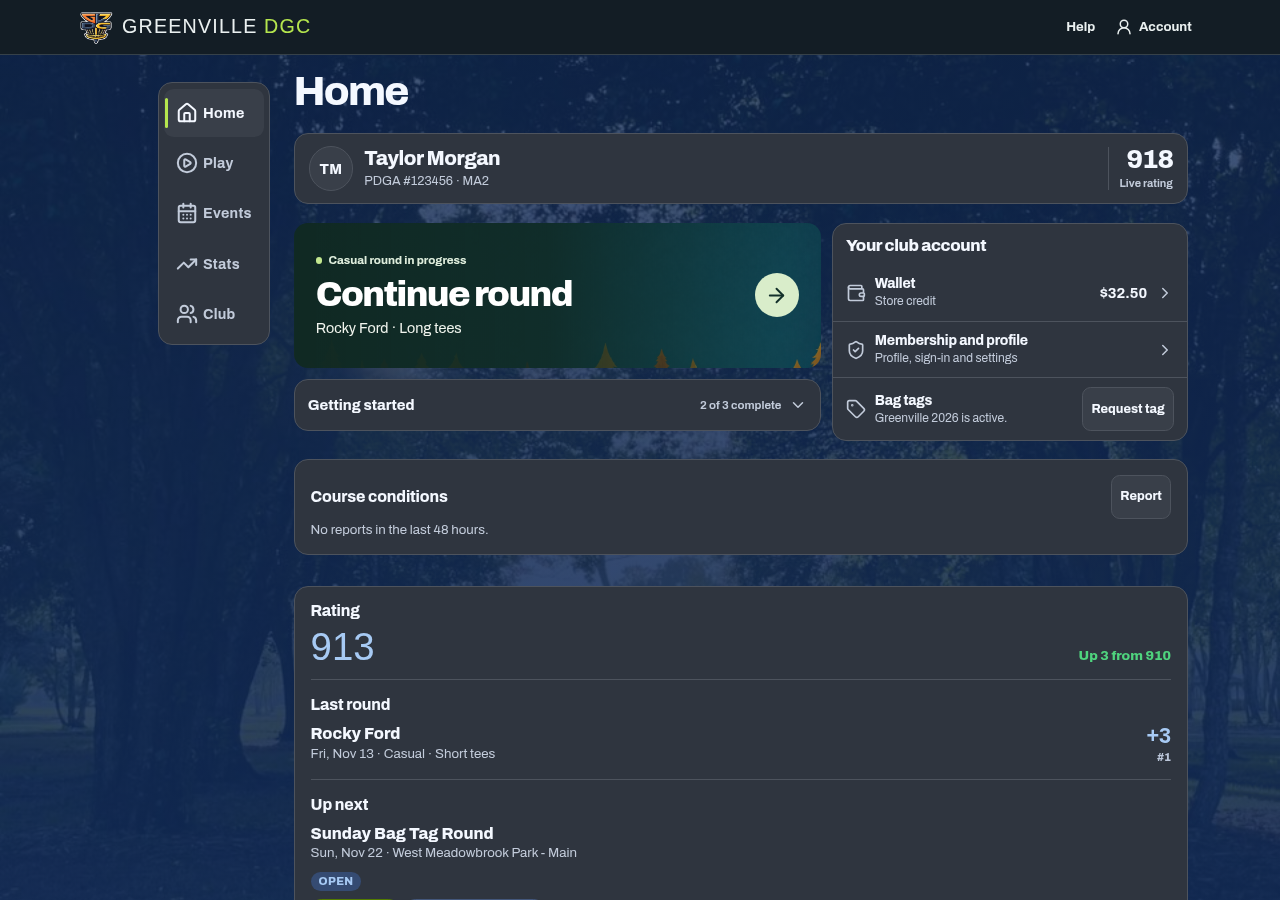 GREENVILLE DGC
Help
Account
Home
Play
Events
Stats
Club
Home
TM
Taylor Morgan
PDGA #123456 · MA2
918
Live rating
Casual round in progress
Continue round
Rocky Ford · Long tees
Getting started
2 of 3 complete
Your club account
Wallet
Store credit
$32.50
Membership and profile
Profile, sign-in and settings
Bag tags
Greenville 2026 is active.
Request tag
Course conditions
Report
No reports in the last 48 hours.
Rating
913
Up 3 from 910
Last round
Rocky Ford
Fri, Nov 13 · Casual · Short tees
+3
#1
Up next
Sunday Bag Tag Round
Sun, Nov 22 · West Meadowbrook Park - Main
OPEN